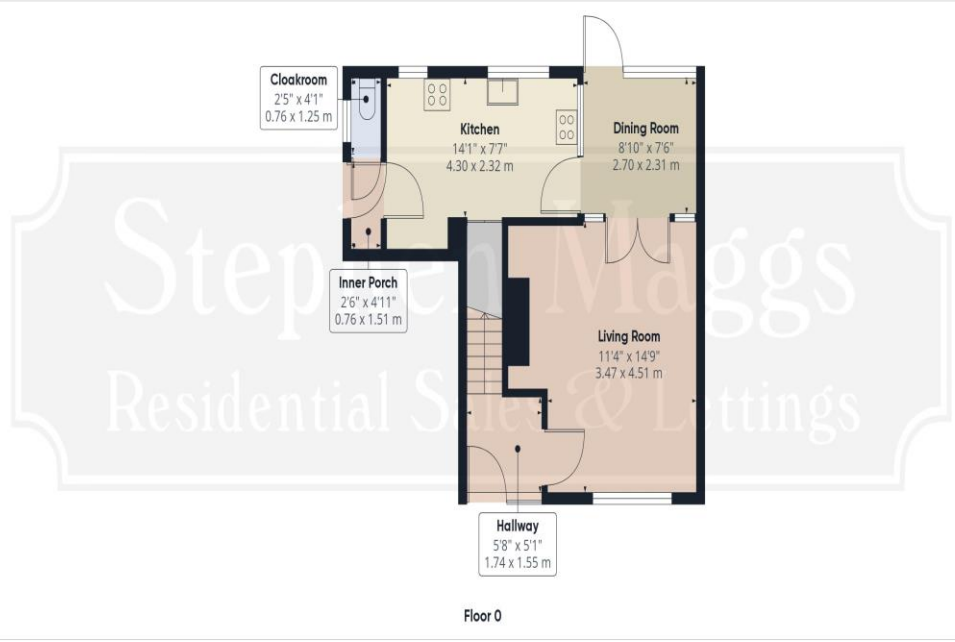 Cloakroom
2'5" x 4'1"
0.76 x 1.25 m
Kitchen
14'1" x 7'7"
4.30 x 2.32 m
Dining Room
8'10" x 7'6"
2.70 x 2.31 m
Inner Porch
2'6" x 4'11"
0.76 x 1.51 m
Stephen Maggs
Living Room
11'4" x 14'9"
3.47 x 4.51 m
Residential Sales & Lettings
Hallway
5'8" x 5'1"
1.74 x 1.55 m
Floor 0